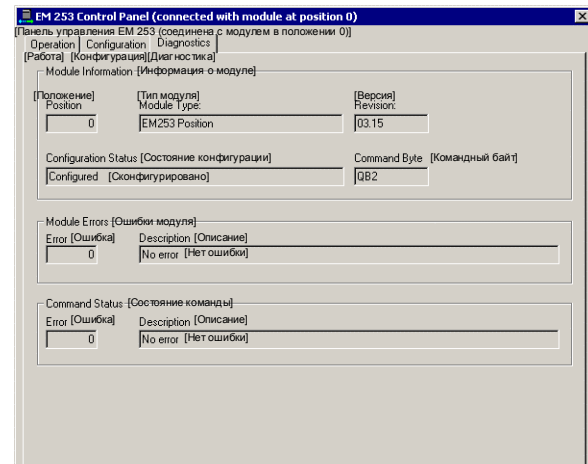 EM 253 Control Panel (connected with module at position 0)
[Панель управления EM 253 (соединена с модулем в положении 0)]
Operation Configuration Diagnostics
[Работа] [Конфигурация][Диагностика]
Module Information [Информация о модуле]
[Положение] [Тип модуля] [Версия]
Position Module Type: Revision:
0 EM253 Position 03.15
Configuration Status [Состояние конфигурации] Command Byte [Командный байт]
Configured [Сконфигурировано] QB2
Module Errors [Ошибки модуля]
Error [Ошибка] Description [Описание]
0 No error [Нет ошибки]
Command Status [Состояние команды]
Error [Ошибка] Description [Описание]
0 No error [Нет ошибки]